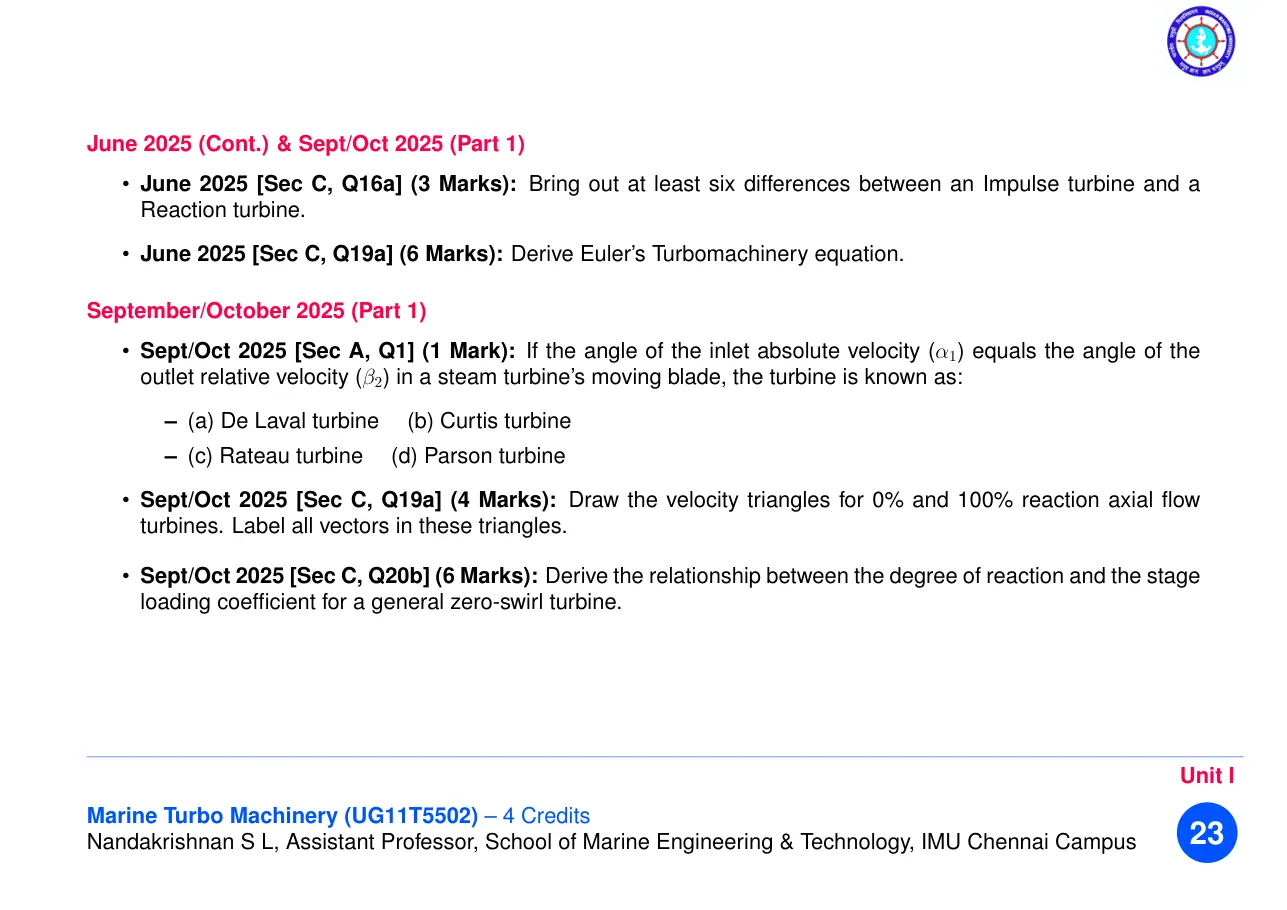 June 2025 (Cont.) & Sept/Oct 2025 (Part 1)
• June 2025 [Sec C, Q16a] (3 Marks): Bring out at least six differences between an Impulse turbine and a
Reaction turbine.
• June 2025 [Sec C, Q19a] (6 Marks): Derive Euler’s Turbomachinery equation.
September/October 2025 (Part 1)
• Sept/Oct 2025 [Sec A, Q1] (1 Mark): If the angle of the inlet absolute velocity (α₁) equals the angle of the
outlet relative velocity (β₂) in a steam turbine’s moving blade, the turbine is known as:
– (a) De Laval turbine (b) Curtis turbine
– (c) Rateau turbine (d) Parson turbine
• Sept/Oct 2025 [Sec C, Q19a] (4 Marks): Draw the velocity triangles for 0% and 100% reaction axial flow
turbines. Label all vectors in these triangles.
• Sept/Oct 2025 [Sec C, Q20b] (6 Marks): Derive the relationship between the degree of reaction and the stage
loading coefficient for a general zero-swirl turbine.
Unit I
Marine Turbo Machinery (UG11T5502) – 4 Credits
Nandakrishnan S L, Assistant Professor, School of Marine Engineering & Technology, IMU Chennai Campus
23